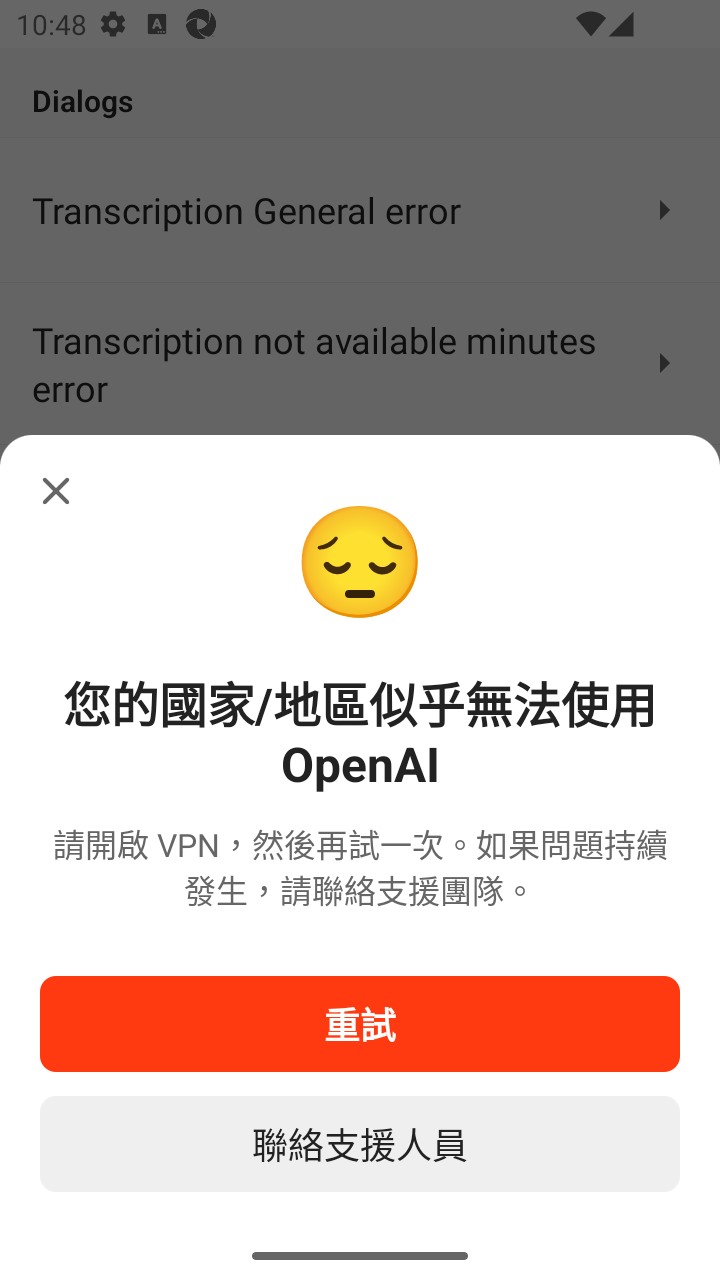 10:48
Dialogs
Transcription General error
Transcription not available minutes
error
您的國家/地區似乎無法使用
OpenAI
請開啟 VPN，然後再試一次。如果問題持續
發生，請聯絡支援團隊。
重試
聯絡支援人員